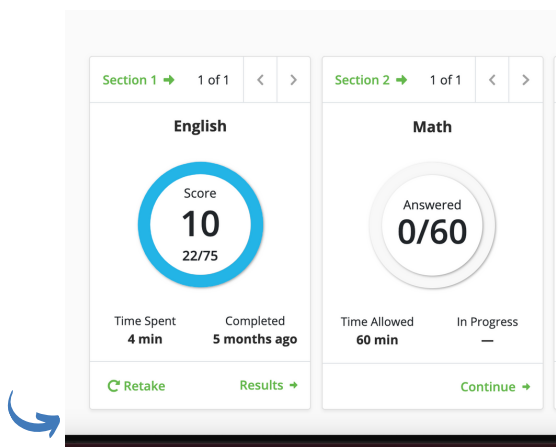 Section 1 → 1 of 1
English
Score
10
22/75
Time Spent
4 min
Completed
5 months ago
Retake
Results →
Section 2 → 1 of 1
Math
Answered
0/60
Time Allowed
60 min
In Progress
—
Continue →